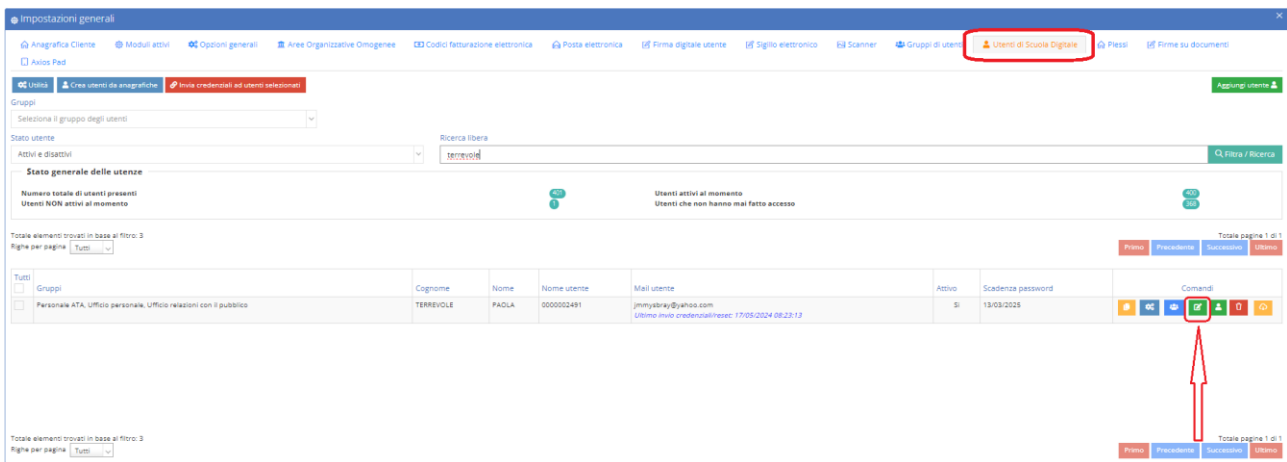 Impostazioni generali
Anagrafica Cliente Moduli attivi Opzioni generali Aree Organizzative Omogenee Codici fatturazione elettronica Posta elettronica Firma digitale utente Sigillo elettronico Scanner Gruppi di utenti Utenti di Scuola Digitale Plessi Firme su documenti
Axios Pad
Utilità Crea utenti da anagrafiche Invia credenziali ad utenti selezionati Aggiungi utente
Gruppi
Seleziona il gruppo degli utenti
Stato utente Ricerca libera
Attivi e disattivi terrevole Filtra / Ricerca
Stato generale delle utenze
Numero totale di utenti presenti 401 Utenti attivi al momento 400
Utenti NON attivi al momento 1 Utenti che non hanno mai fatto accesso 368
Totale elementi trovati in base al filtro: 3 Totale pagine 1 di 1
Righe per pagina Tutti Primo Precedente Successivo Ultimo
Tutti
Gruppi Cognome Nome Nome utente Mail utente Attivo Scadenza password Comandi
Personale ATA, Ufficio personale, Ufficio relazioni con il pubblico TERREVOLE PAOLA 0000002491 jmmyxbray@yahoo.com Si 13/03/2025
Ultimo invio credenziali/reset: 17/05/2024 08:23:13
Totale elementi trovati in base al filtro: 3 Totale pagine 1 di 1
Righe per pagina Tutti Primo Precedente Successivo Ultimo